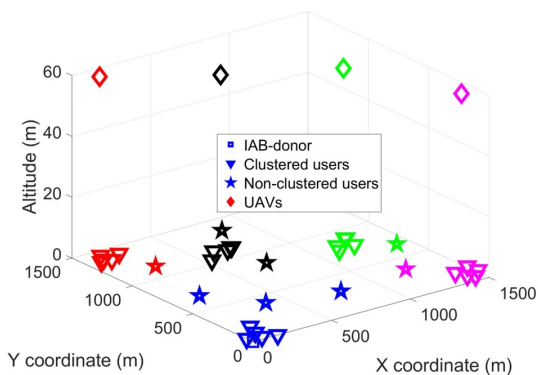 60
40
20
0
Altitude (m)
IAB-donor
Clustered users
Non-clustered users
UAVs
1500
1000
500
0
0
500
1000
1500
Y coordinate (m)
X coordinate (m)